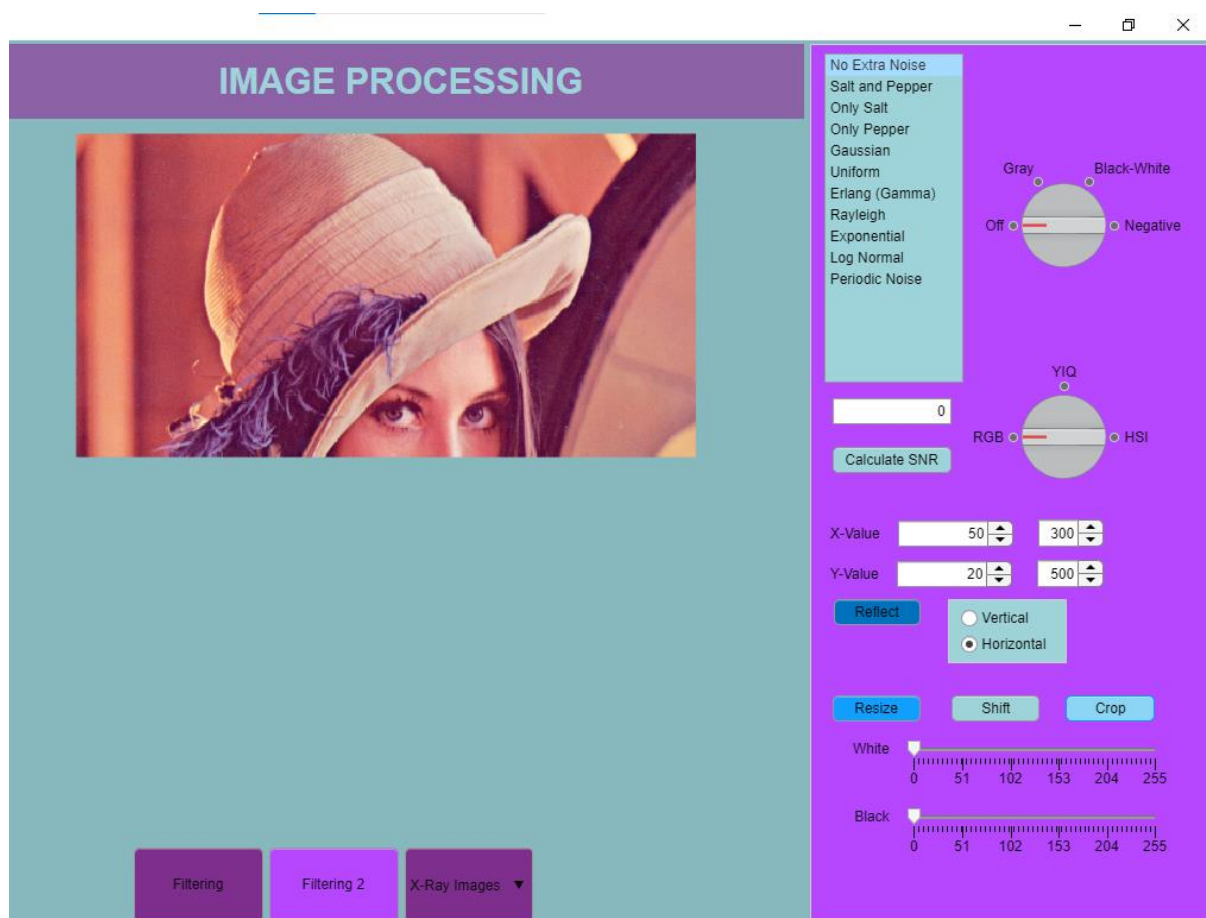 IMAGE PROCESSING
No Extra Noise
Salt and Pepper
Only Salt
Only Pepper
Gaussian
Uniform
Erlang (Gamma)
Rayleigh
Exponential
Log Normal
Periodic Noise
Gray Black-White
Off Negative
YIQ
RGB HSI
0
Calculate SNR
X-Value 50 300
Y-Value 20 500
Reflect
Vertical
Horizontal
Resize Shift Crop
White
0 51 102 153 204 255
Black
0 51 102 153 204 255
Filtering Filtering 2 X-Ray Images